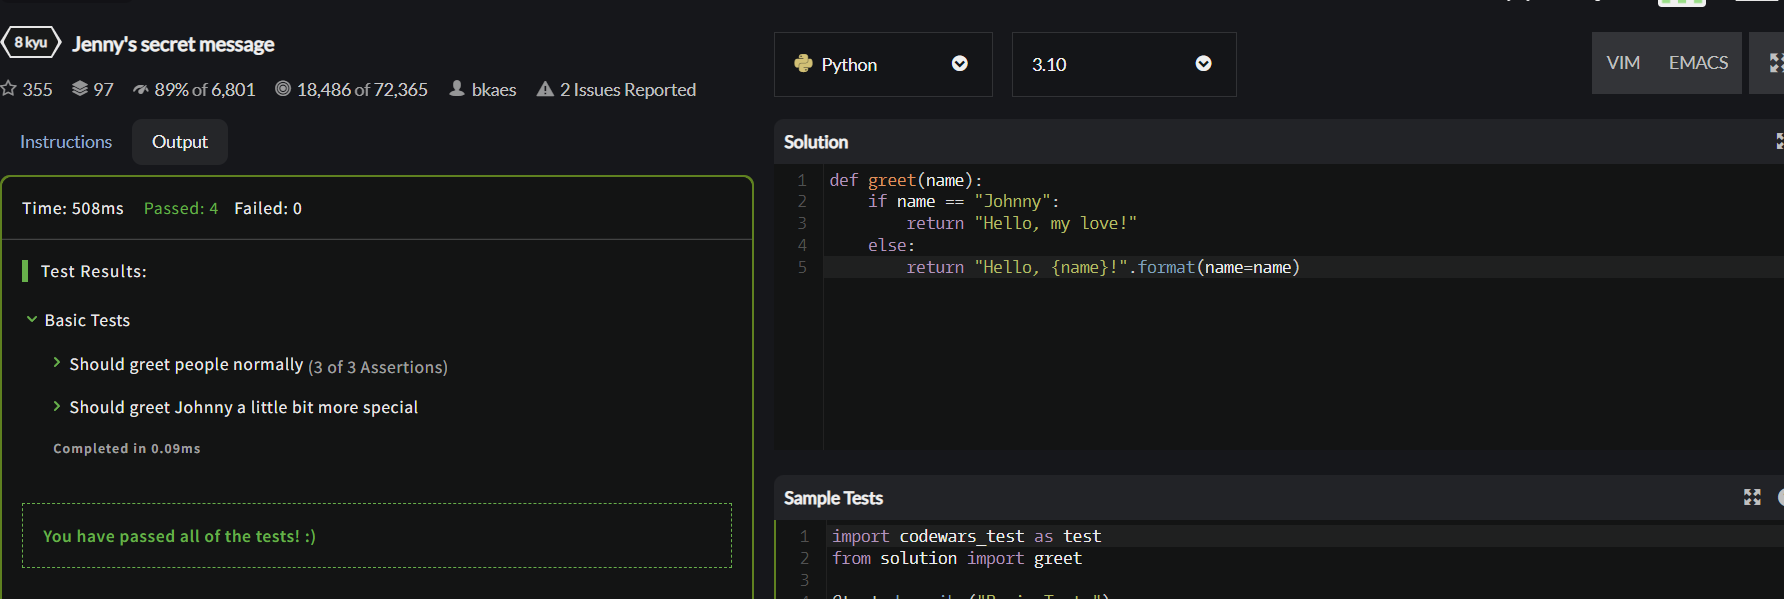 8 kyu Jenny's secret message
355 97 89% of 6,801 18,486 of 72,365 bkaes 2 Issues Reported
Instructions Output
Time: 508ms Passed: 4 Failed: 0
Test Results:
Basic Tests
Should greet people normally (3 of 3 Assertions)
Should greet Johnny a little bit more special
Completed in 0.09ms
You have passed all of the tests! :)
Python 3.10 VIM EMACS
Solution
1 def greet(name):
2     if name == "Johnny":
3         return "Hello, my love!"
4     else:
5         return "Hello, {name}!".format(name=name)
Sample Tests
1 import codewars_test as test
2 from solution import greet
3